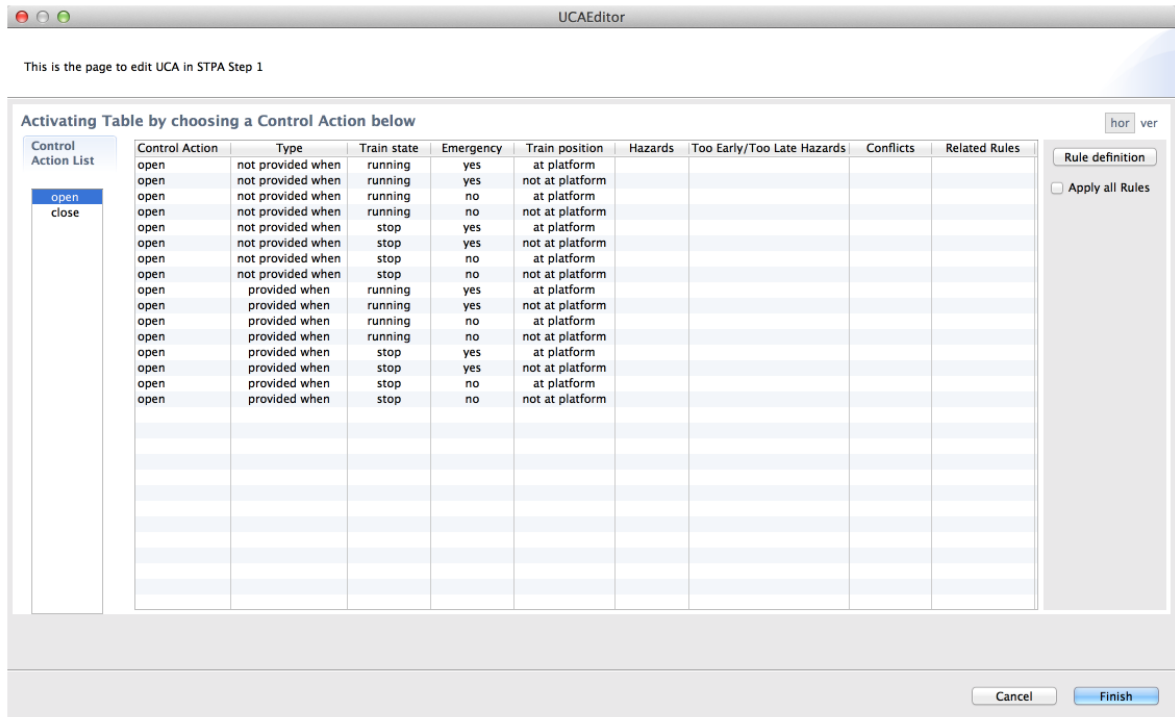 UCAEditor
This is the page to edit UCA in STPA Step 1
Activating Table by choosing a Control Action below
hor ver
Control
Action List
open
close
Control Action Type Train state Emergency Train position Hazards Too Early/Too Late Hazards Conflicts Related Rules
open not provided when running yes at platform
open not provided when running yes not at platform
open not provided when running no at platform
open not provided when running no not at platform
open not provided when stop yes at platform
open not provided when stop yes not at platform
open not provided when stop no at platform
open not provided when stop no not at platform
open provided when running yes at platform
open provided when running yes not at platform
open provided when running no at platform
open provided when running no not at platform
open provided when stop yes at platform
open provided when stop yes not at platform
open provided when stop no at platform
open provided when stop no not at platform
Rule definition
Apply all Rules
Cancel Finish